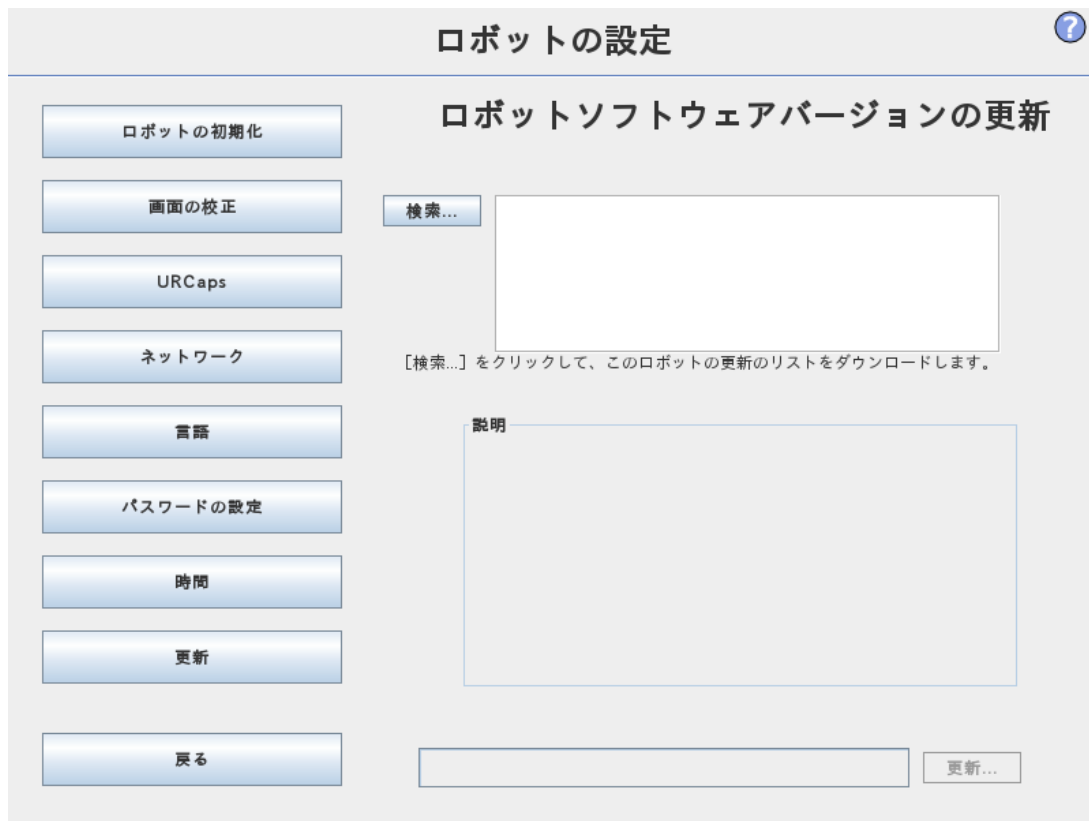 ロボットの設定
?
ロボットの初期化
画面の校正
URCaps
ネットワーク
言語
パスワードの設定
時間
更新
戻る
ロボットソフトウェアバージョンの更新
検索...
[検索...] をクリックして、このロボットの更新のリストをダウンロードします。
説明
更新...